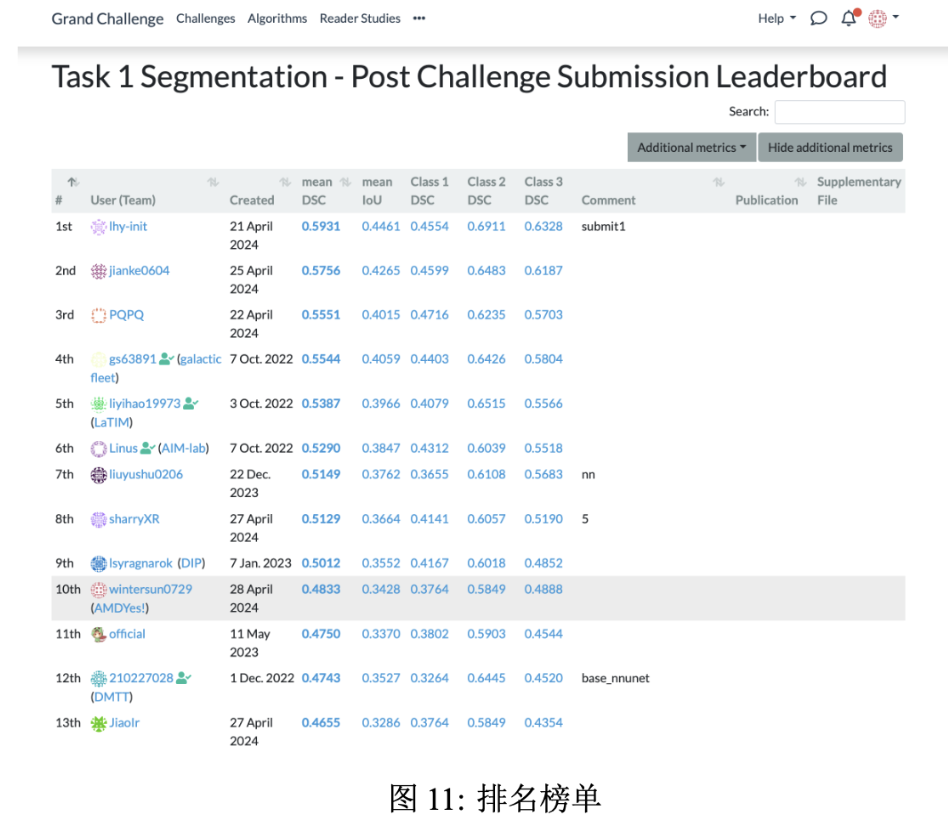 Grand Challenge Challenges Algorithms Reader Studies ••• Help
Task 1 Segmentation - Post Challenge Submission Leaderboard
Search:
Additional metrics Hide additional metrics
# User (Team) Created mean DSC mean IoU Class 1 DSC Class 2 DSC Class 3 DSC Comment Publication Supplementary File
1st lhy-init 21 April 2024 0.5931 0.4461 0.4554 0.6911 0.6328 submit1
2nd jianke0604 25 April 2024 0.5756 0.4265 0.4599 0.6483 0.6187
3rd PQPQ 22 April 2024 0.5551 0.4015 0.4716 0.6235 0.5703
4th gs63891 (galactic fleet) 7 Oct. 2022 0.5544 0.4059 0.4403 0.6426 0.5804
5th liyihao19973 (LaTIM) 3 Oct. 2022 0.5387 0.3966 0.4079 0.6515 0.5566
6th Linus (AIM-lab) 7 Oct. 2022 0.5290 0.3847 0.4312 0.6039 0.5518
7th liuyushu0206 22 Dec. 2023 0.5149 0.3762 0.3655 0.6108 0.5683 nn
8th sharryXR 27 April 2024 0.5129 0.3664 0.4141 0.6057 0.5190 5
9th lsyragnarok (DIP) 7 Jan. 2023 0.5012 0.3552 0.4167 0.6018 0.4852
10th wintersun0729 (AMDYes!) 28 April 2024 0.4833 0.3428 0.3764 0.5849 0.4888
11th official 11 May 2023 0.4750 0.3370 0.3802 0.5903 0.4544
12th 210227028 (DMTT) 1 Dec. 2022 0.4743 0.3527 0.3264 0.6445 0.4520 base_nnunet
13th Jiaolr 27 April 2024 0.4655 0.3286 0.3764 0.5849 0.4354
图 11: 排名榜单